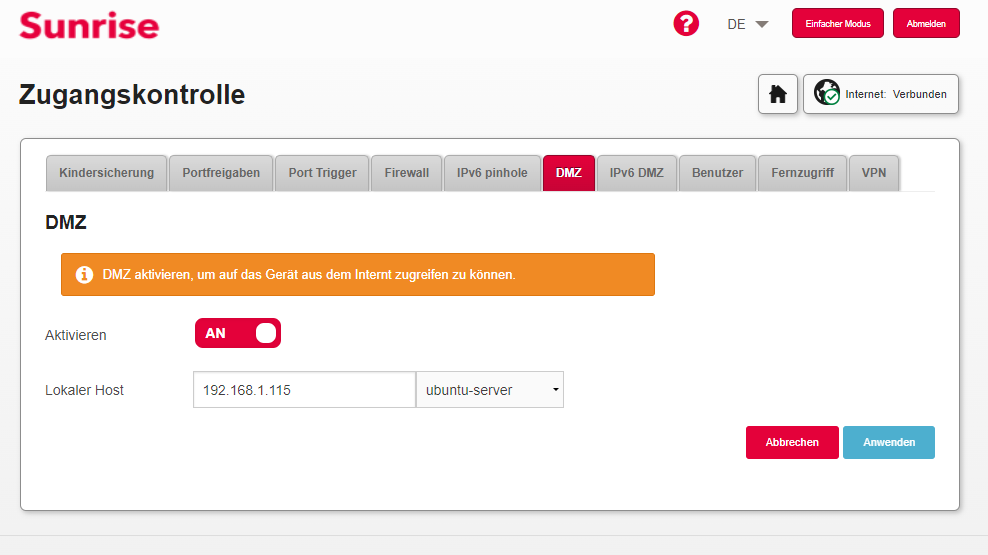 Sunrise
? DE Einfacher Modus Abmelden
Zugangskontrolle
Internet: Verbunden
Kindersicherung Portfreigaben Port Trigger Firewall IPv6 pinhole DMZ IPv6 DMZ Benutzer Fernzugriff VPN
DMZ
DMZ aktivieren, um auf das Gerät aus dem Internt zugreifen zu können.
Aktivieren AN
Lokaler Host 192.168.1.115 ubuntu-server
Abbrechen Anwenden